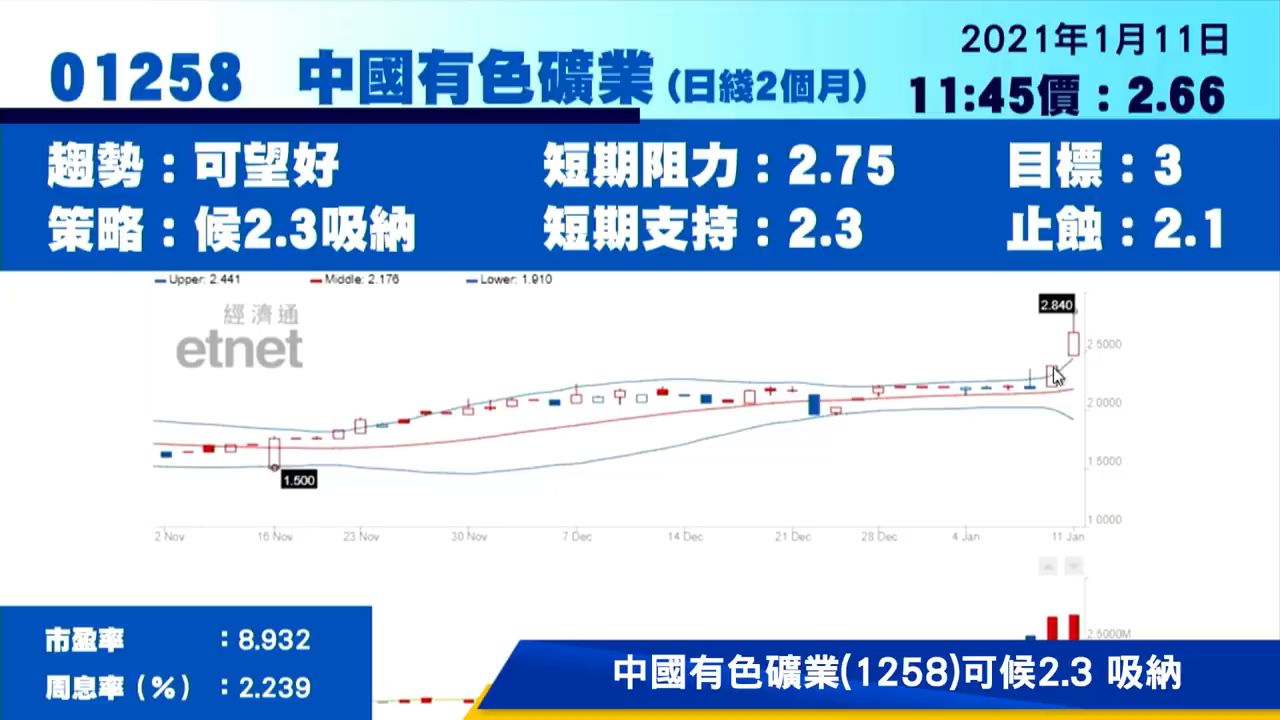 01258 中國有色礦業 (日綫2個月)
2021年1月11日
11:45價：2.66
趨勢：可望好 短期阻力：2.75 目標：3
策略：候2.3吸納 短期支持：2.3 止蝕：2.1
Upper: 2.441 Middle: 2.176 Lower: 1.910
經濟通
etnet
2.840
2 5000
2 0000
1 5000
1 0000
1.500
2 Nov 16 Nov 23 Nov 30 Nov 7 Dec 14 Dec 21 Dec 28 Dec 4 Jan 11 Jan
2.5000M
市盈率 ：8.932
周息率（%）：2.239
中國有色礦業(1258)可候2.3 吸納